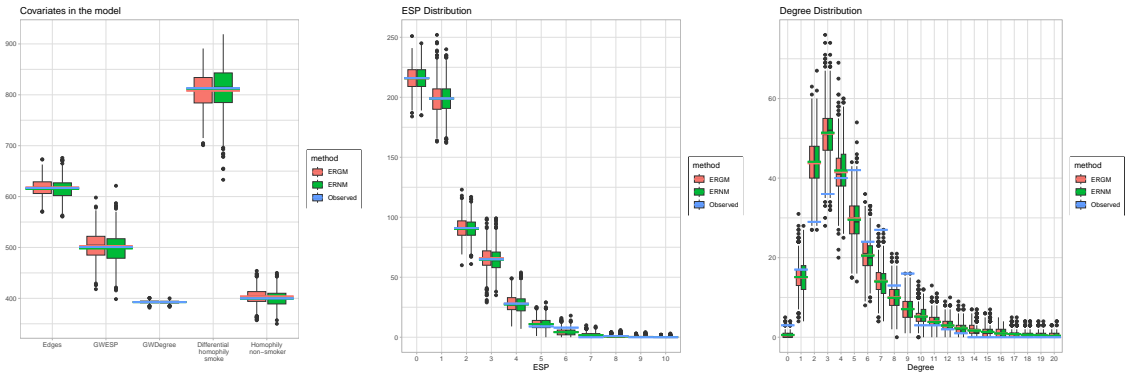 Covariates in the model
900
800
700
600
500
400
Edges
GWESP
GWDegree
Differential
homophily
smoke
Homophily
non−smoker
method
ERGM
ERNM
Observed
ESP Distribution
250
200
150
100
50
0
0 1 2 3 4 5 6 7 8 9 10
ESP
method
ERGM
ERNM
Observed
Degree Distribution
60
40
20
0
0 1 2 3 4 5 6 7 8 9 10 11 12 13 14 15 16 17 18 19 20
Degree
method
ERGM
ERNM
Observed